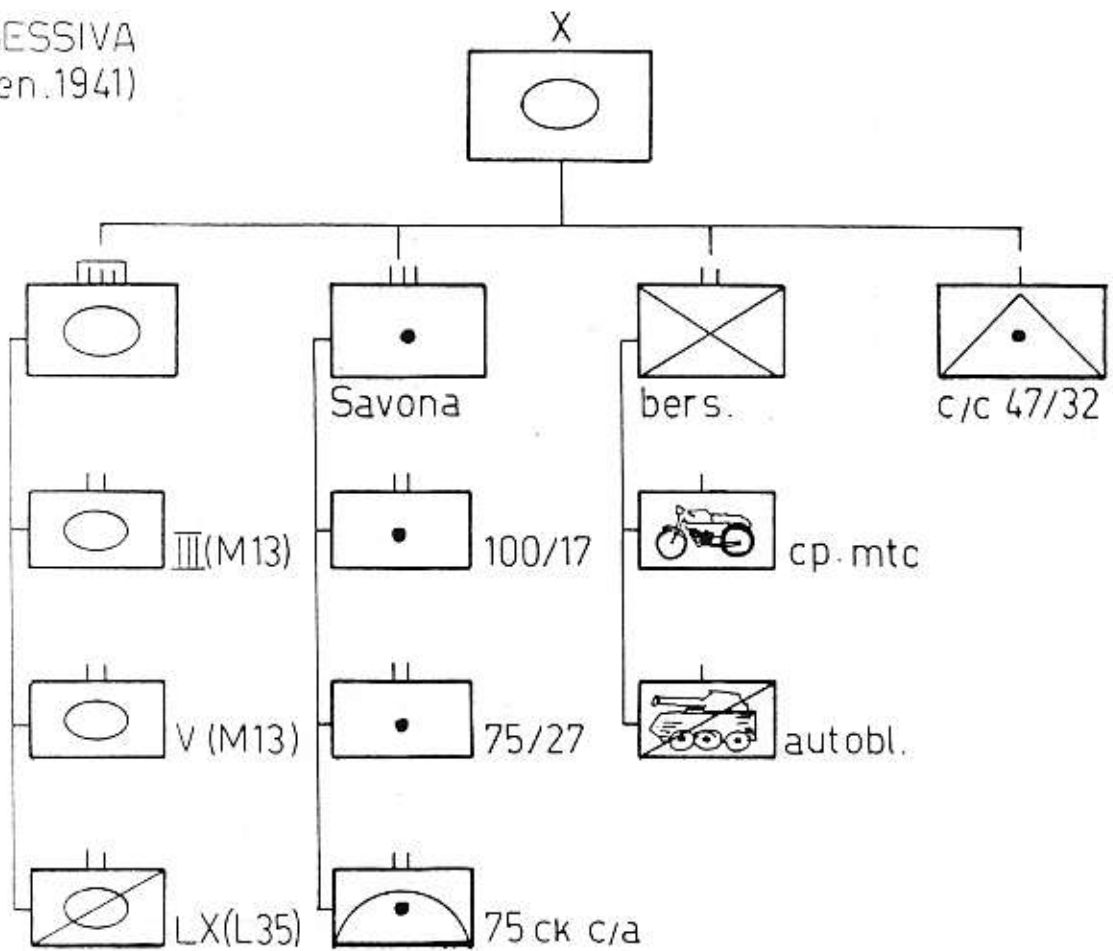 ESSIVA
en.1941)
X
Savona
bers.
c/c 47/32
III(M13)
100/17
cp. mtc
V (M13)
75/27
autobl.
LX(L35)
75 CK c/a